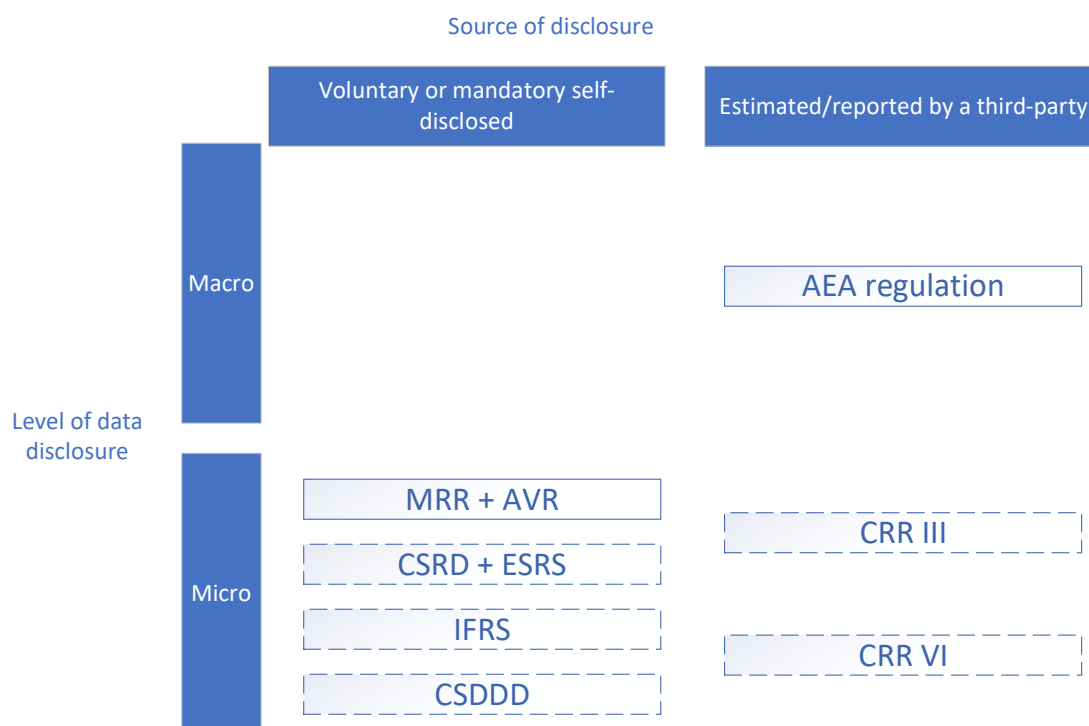 Source of disclosure
Voluntary or mandatory self-
disclosed
Estimated/reported by a third-party
Macro
AEA regulation
Level of data
disclosure
Micro
MRR + AVR
CSRD + ESRS
IFRS
CSDDD
CRR III
CRR VI